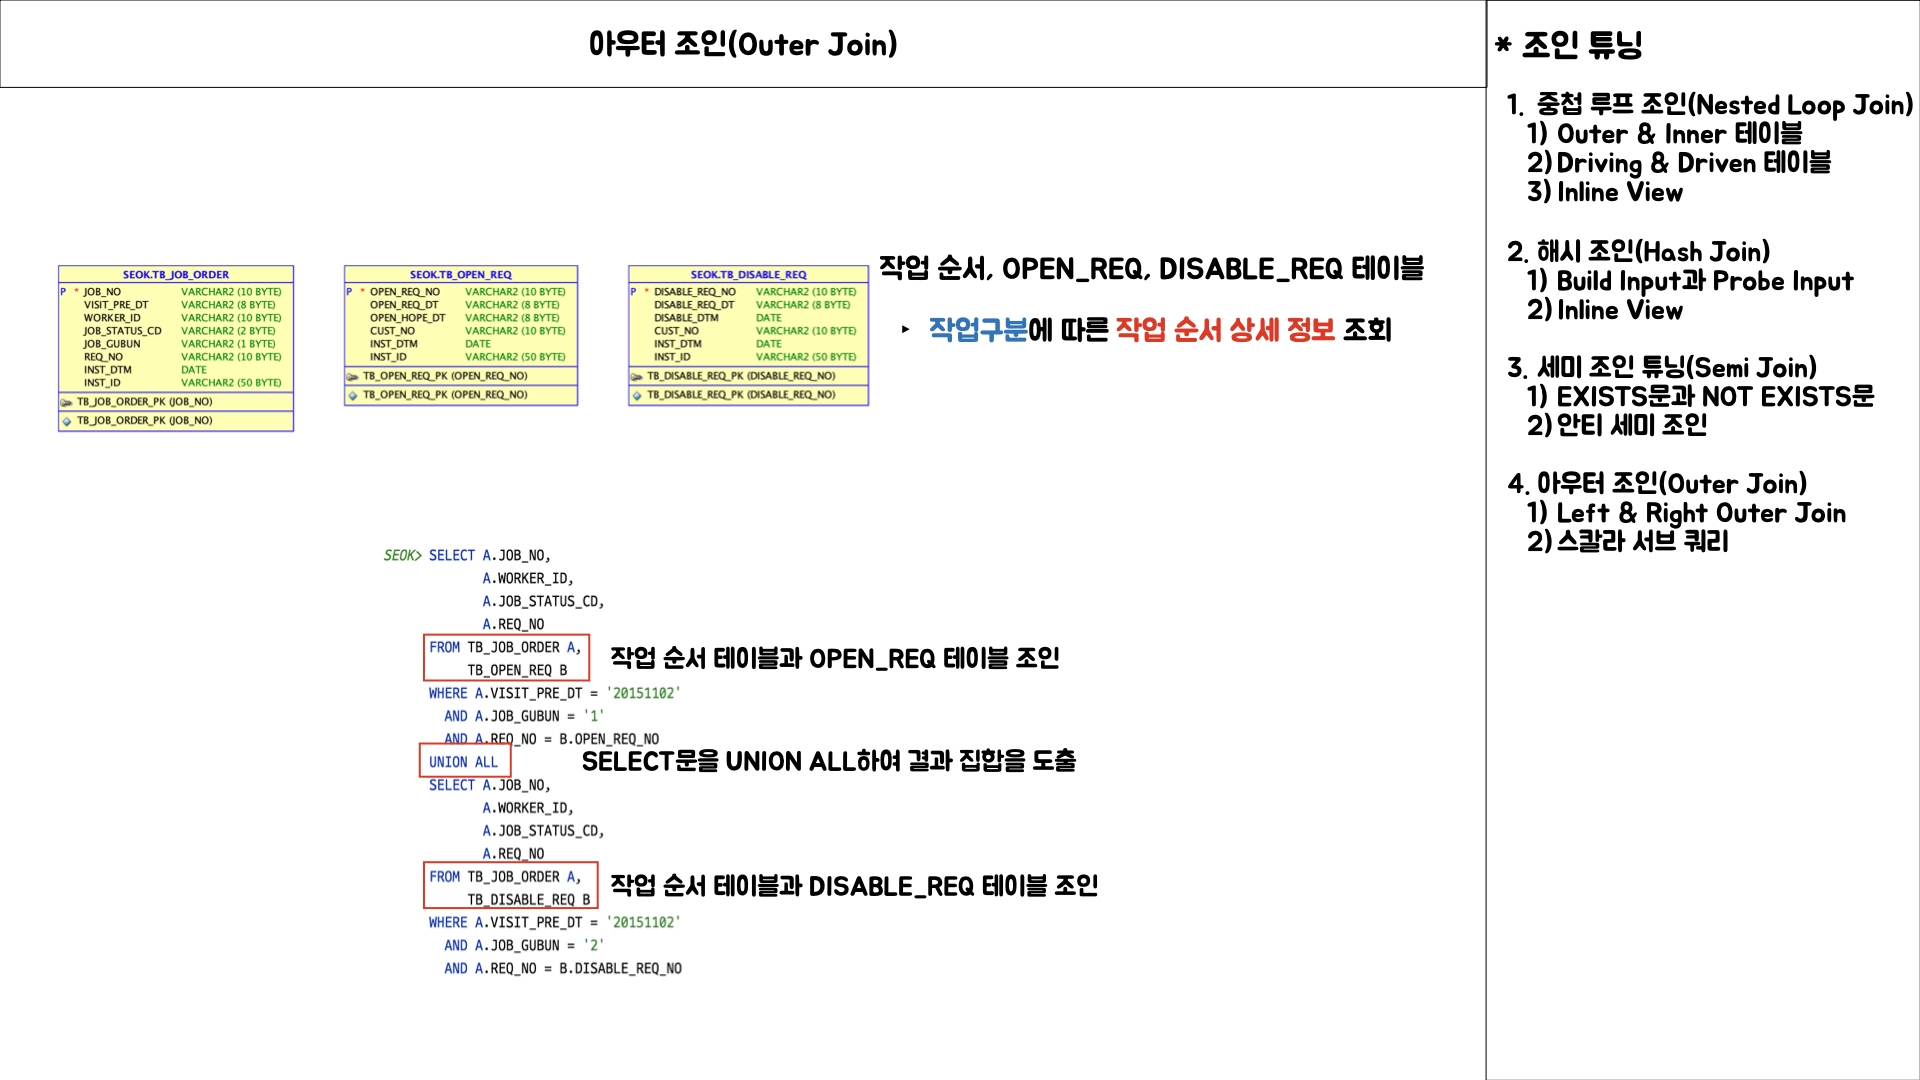 아우터 조인(Outer Join)
SEOK.TB_JOB_ORDER
P * JOB_NO VARCHAR2 (10 BYTE)
VISIT_PRE_DT VARCHAR2 (8 BYTE)
WORKER_ID VARCHAR2 (10 BYTE)
JOB_STATUS_CD VARCHAR2 (2 BYTE)
JOB_GUBUN VARCHAR2 (1 BYTE)
REQ_NO VARCHAR2 (10 BYTE)
INST_DTM DATE
INST_ID VARCHAR2 (50 BYTE)
TB_JOB_ORDER_PK (JOB_NO)
TB_JOB_ORDER_PK (JOB_NO)
SEOK.TB_OPEN_REQ
P * OPEN_REQ_NO VARCHAR2 (10 BYTE)
OPEN_REQ_DT VARCHAR2 (8 BYTE)
OPEN_HOPE_DT VARCHAR2 (8 BYTE)
CUST_NO VARCHAR2 (10 BYTE)
INST_DTM DATE
INST_ID VARCHAR2 (50 BYTE)
TB_OPEN_REQ_PK (OPEN_REQ_NO)
TB_OPEN_REQ_PK (OPEN_REQ_NO)
SEOK.TB_DISABLE_REQ
P * DISABLE_REQ_NO VARCHAR2 (10 BYTE)
DISABLE_REQ_DT VARCHAR2 (8 BYTE)
DISABLE_DTM DATE
CUST_NO VARCHAR2 (10 BYTE)
INST_DTM DATE
INST_ID VARCHAR2 (50 BYTE)
TB_DISABLE_REQ_PK (DISABLE_REQ_NO)
TB_DISABLE_REQ_PK (DISABLE_REQ_NO)
작업 순서, OPEN_REQ, DISABLE_REQ 테이블
‣ 작업구분에 따른 작업 순서 상세 정보 조회
SEOK> SELECT A.JOB_NO,
A.WORKER_ID,
A.JOB_STATUS_CD,
A.REQ_NO
FROM TB_JOB_ORDER A,
TB_OPEN_REQ B
작업 순서 테이블과 OPEN_REQ 테이블 조인
WHERE A.VISIT_PRE_DT = '20151102'
AND A.JOB_GUBUN = '1'
AND A.REQ_NO = B.OPEN_REQ_NO
UNION ALL
SELECT문을 UNION ALL하여 결과 집합을 도출
SELECT A.JOB_NO,
A.WORKER_ID,
A.JOB_STATUS_CD,
A.REQ_NO
FROM TB_JOB_ORDER A,
TB_DISABLE_REQ B
작업 순서 테이블과 DISABLE_REQ 테이블 조인
WHERE A.VISIT_PRE_DT = '20151102'
AND A.JOB_GUBUN = '2'
AND A.REQ_NO = B.DISABLE_REQ_NO
* 조인 튜닝
1. 중첩 루프 조인(Nested Loop Join)
1) Outer & Inner 테이블
2) Driving & Driven 테이블
3) Inline View
2. 해시 조인(Hash Join)
1) Build Input과 Probe Input
2) Inline View
3. 세미 조인 튜닝(Semi Join)
1) EXISTS문과 NOT EXISTS문
2) 안티 세미 조인
4. 아우터 조인(Outer Join)
1) Left & Right Outer Join
2) 스칼라 서브 쿼리